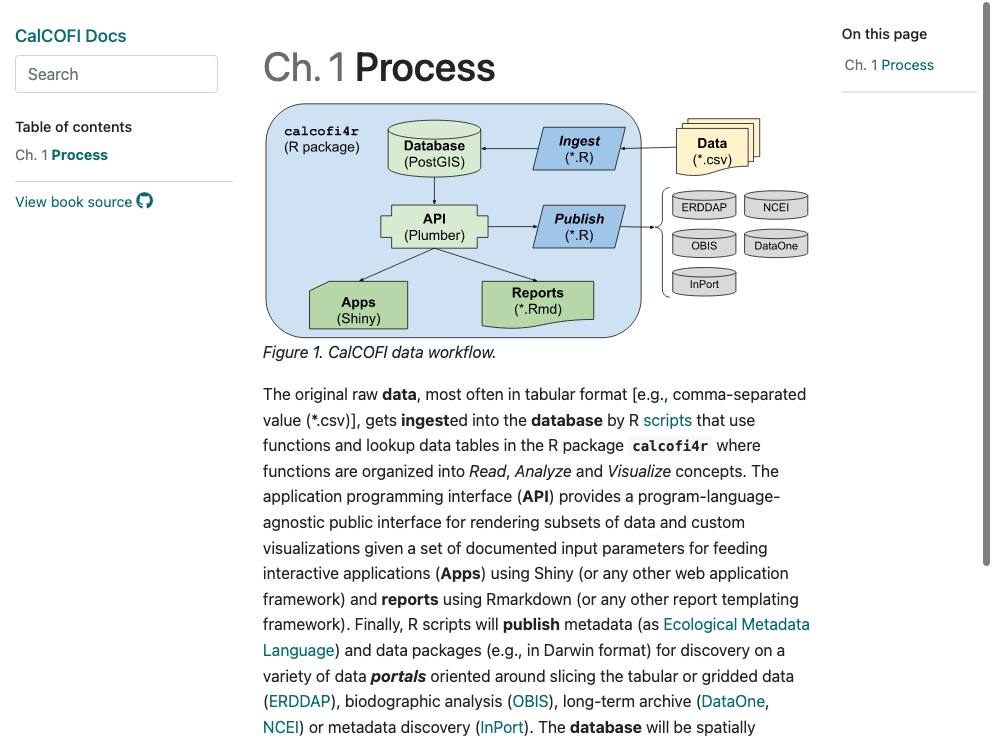 CalCOFI Docs
Search
Table of contents
Ch. 1 Process
View book source
Ch. 1 Process
calcofi4r
(R package)
Database
(PostGIS)
Ingest
(*.R)
Data
(*.csv)
API
(Plumber)
Publish
(*.R)
ERDDAP
NCEI
OBIS
DataOne
InPort
Apps
(Shiny)
Reports
(*.Rmd)
Figure 1. CalCOFI data workflow.
The original raw data, most often in tabular format [e.g., comma-separated
value (*.csv)], gets ingested into the database by R scripts that use
functions and lookup data tables in the R package calcofi4r where
functions are organized into Read, Analyze and Visualize concepts. The
application programming interface (API) provides a program-language-
agnostic public interface for rendering subsets of data and custom
visualizations given a set of documented input parameters for feeding
interactive applications (Apps) using Shiny (or any other web application
framework) and reports using Rmarkdown (or any other report templating
framework). Finally, R scripts will publish metadata (as Ecological Metadata
Language) and data packages (e.g., in Darwin format) for discovery on a
variety of data portals oriented around slicing the tabular or gridded data
(ERDDAP), biodographic analysis (OBIS), long-term archive (DataOne,
NCEI) or metadata discovery (InPort). The database will be spatially
On this page
Ch. 1 Process